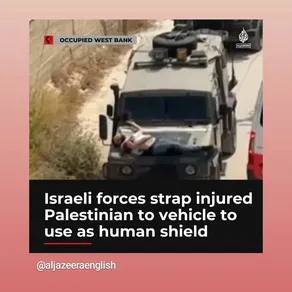 OCCUPIED WEST BANK
Israeli forces strap injured
Palestinian to vehicle to
use as human shield
@aljazeeraenglish